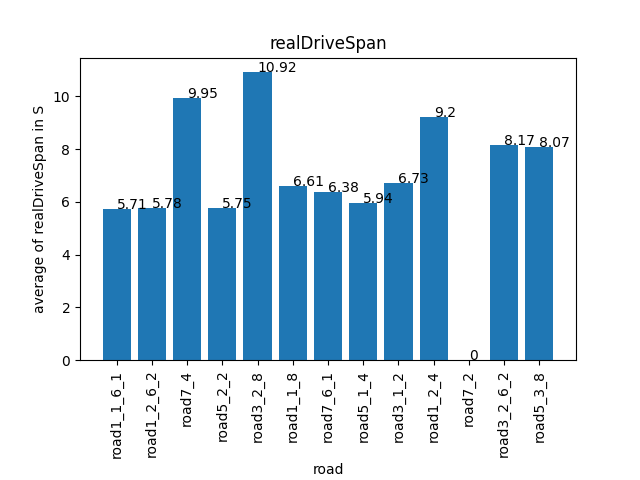 realDriveSpan
average of realDriveSpan in S
10
8
6
4
2
0
5.71
5.78
9.95
5.75
10.92
6.61
6.38
5.94
6.73
9.2
0
8.17
8.07
road1_1_6_1
road1_2_6_2
road7_4
road5_2_2
road3_2_8
road1_1_8
road7_6_1
road5_1_4
road3_1_2
road1_2_4
road7_2
road3_2_6_2
road5_3_8
road